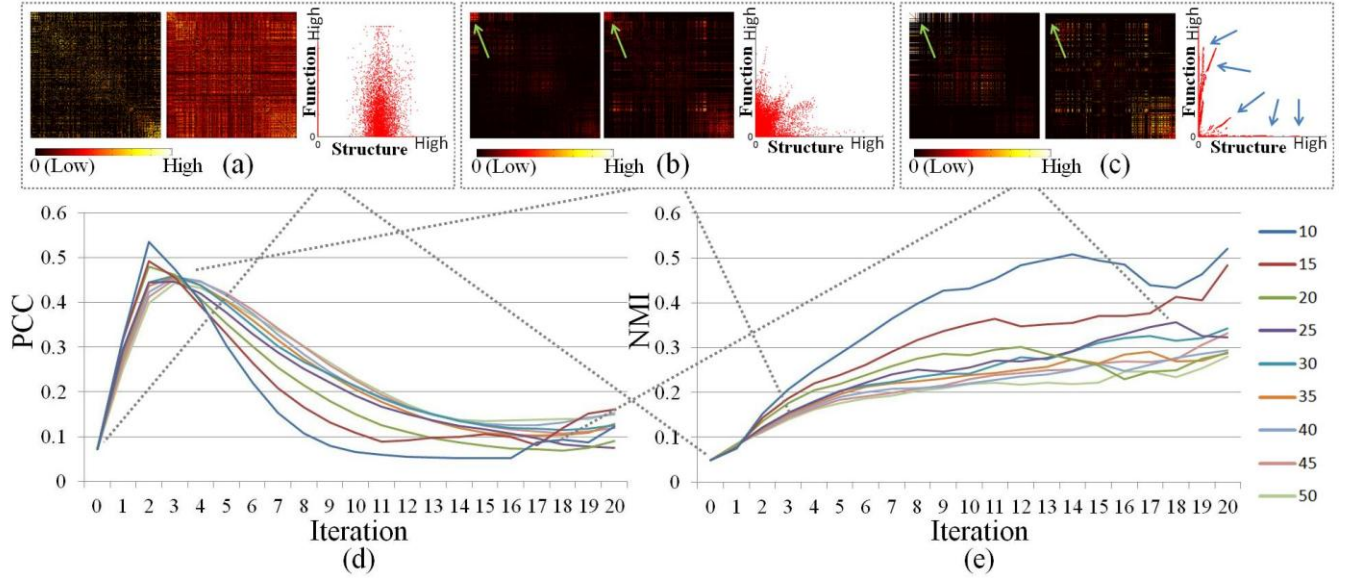 Function
High
0
0
Structure
High
0 (Low)
High
(a)
Function
High
0
0
Structure
High
0 (Low)
High
(b)
Function
High
0
0
Structure
High
0 (Low)
High
(c)
PCC
0.6
0.5
0.4
0.3
0.2
0.1
0
0 1 2 3 4 5 6 7 8 9 10 11 12 13 14 15 16 17 18 19 20
Iteration
(d)
NMI
0.6
0.5
0.4
0.3
0.2
0.1
0
0 1 2 3 4 5 6 7 8 9 10 11 12 13 14 15 16 17 18 19 20
Iteration
(e)
10
15
20
25
30
35
40
45
50